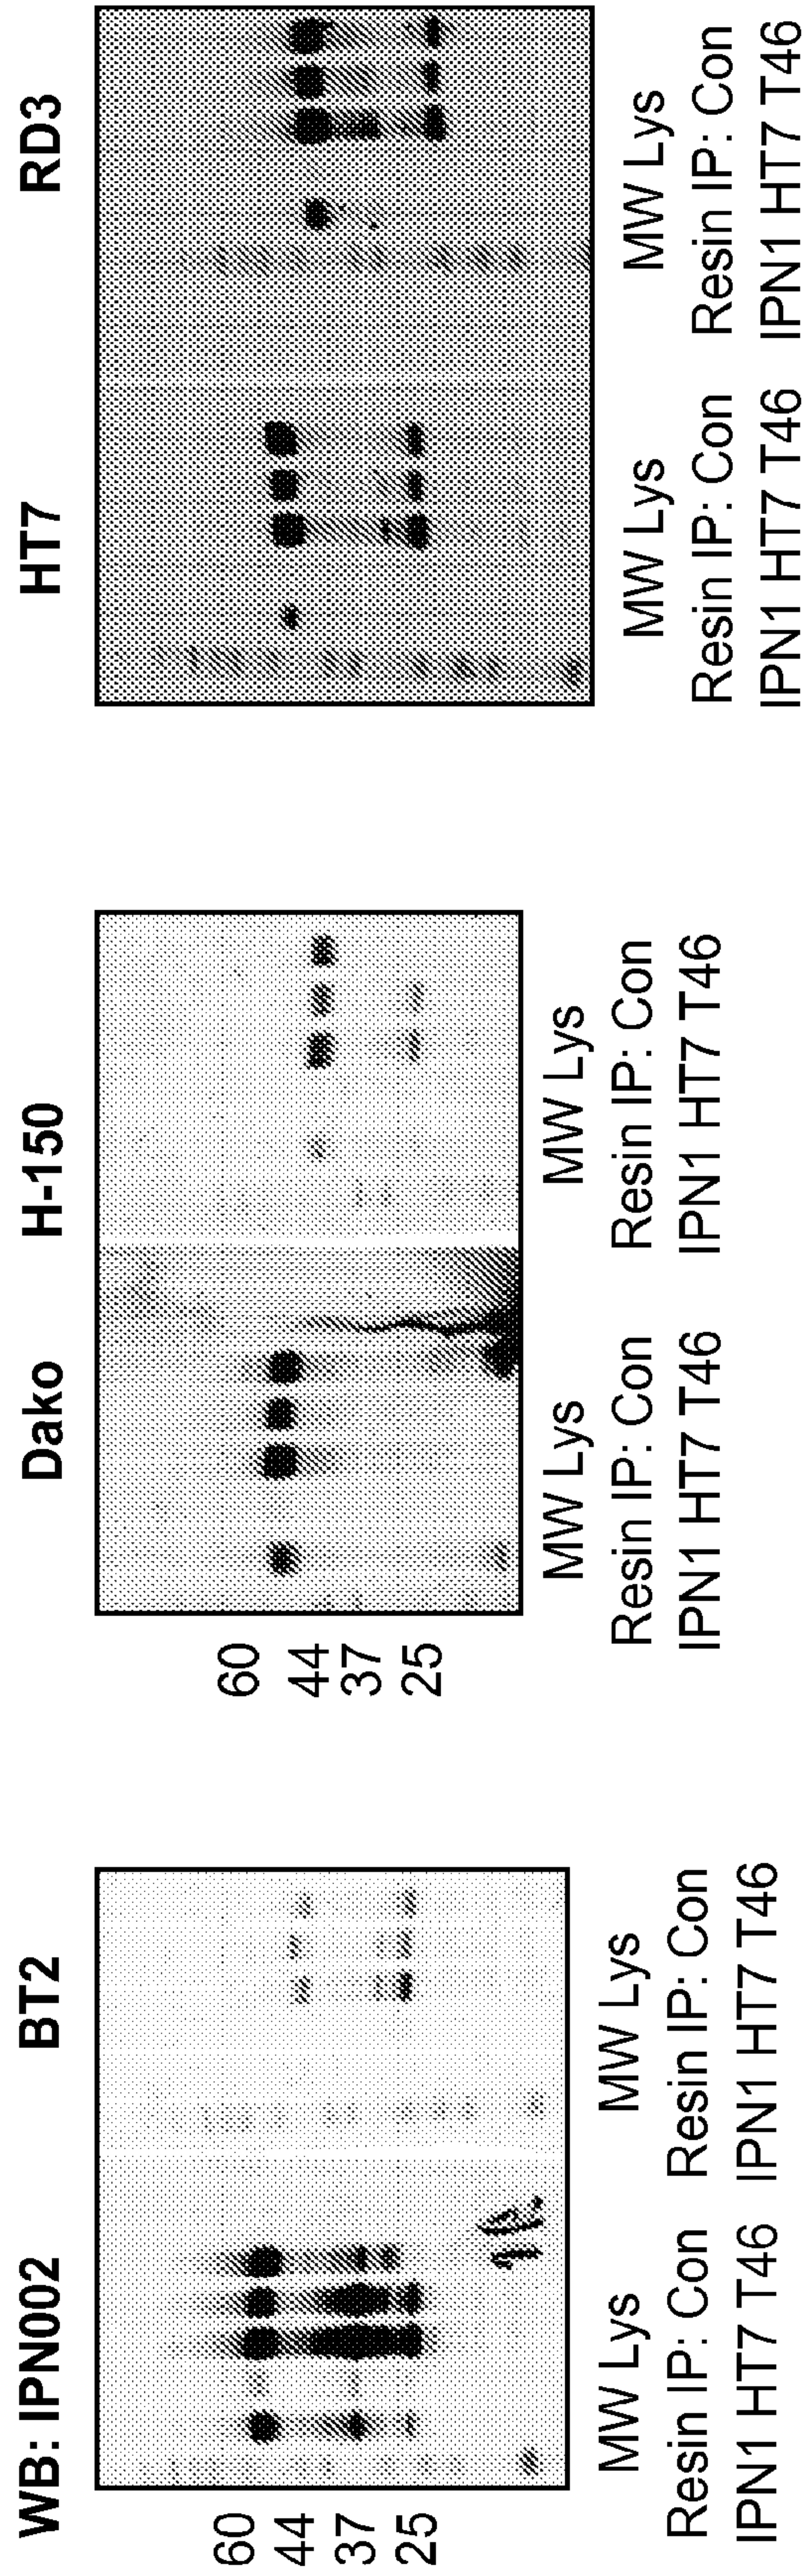 WB: IPN002
BT2
60
44
37
25
MW Lys
Resin IP: Con
IPN1 HT7 T46
MW Lys
Resin IP: Con
IPN1 HT7 T46
Dako
H-150
60
44
37
25
MW Lys
Resin IP: Con
IPN1 HT7 T46
MW Lys
Resin IP: Con
IPN1 HT7 T46
HT7
RD3
MW Lys
Resin IP: Con
IPN1 HT7 T46
MW Lys
Resin IP: Con
IPN1 HT7 T46